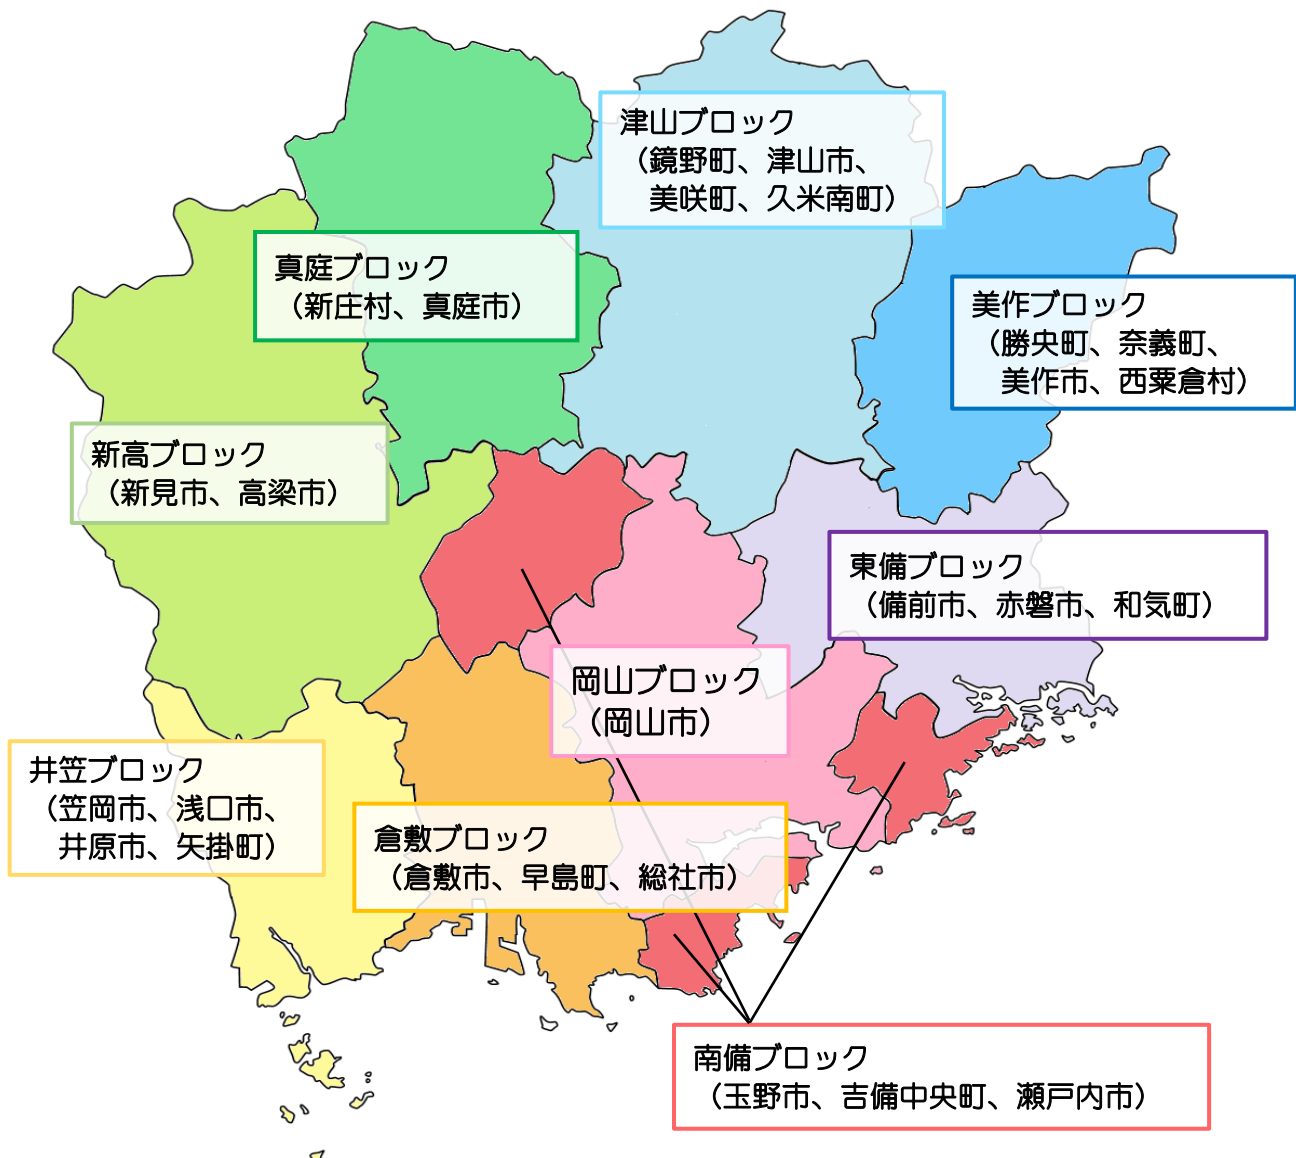 津山ブロック
（鏡野町、津山市、
美咲町、久米南町）
真庭ブロック
（新庄村、真庭市）
美作ブロック
（勝央町、奈義町、
美作市、西粟倉村）
新高ブロック
（新見市、高梁市）
東備ブロック
（備前市、赤磐市、和気町）
岡山ブロック
（岡山市）
井笠ブロック
（笠岡市、浅口市、
井原市、矢掛町）
倉敷ブロック
（倉敷市、早島町、総社市）
南備ブロック
（玉野市、吉備中央町、瀬戸内市）